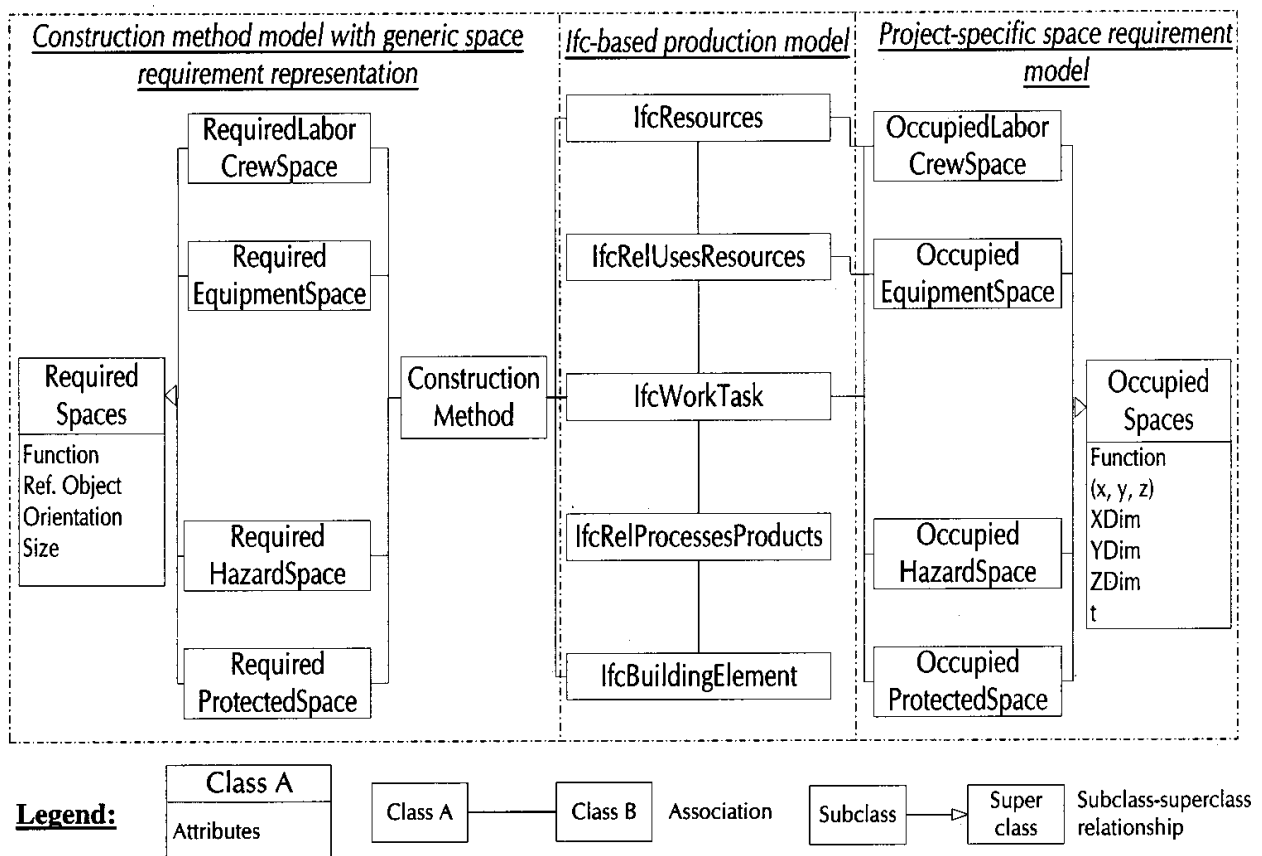 Construction method model with generic space
requirement representation
Ifc-based production model
Project-specific space requirement
model
RequiredLabor
CrewSpace
Required
EquipmentSpace
Required
Spaces
Function
Ref. Object
Orientation
Size
Construction
Method
Required
HazardSpace
Required
ProtectedSpace
IfcResources
IfcRelUsesResources
IfcWorkTask
IfcRelProcessesProducts
IfcBuildingElement
OccupiedLabor
CrewSpace
Occupied
EquipmentSpace
Occupied
Spaces
Function
(x, y, z)
XDim
YDim
ZDim
t
Occupied
HazardSpace
Occupied
ProtectedSpace
Legend:
Class A
Attributes
Class A
Class B
Association
Subclass
Super
class
Subclass-superclass
relationship